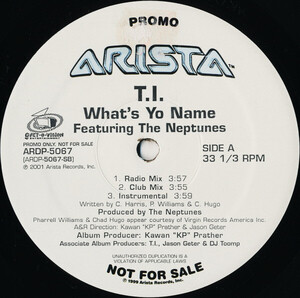 PROMO
ARISTA™
T.I.
What's Yo Name
Featuring The Neptunes
GHET-O-VISION
PROMO ONLY. NOT FOR SALE
ARDP-5067
(ARDP-5067-SB)
℗ 2001 Arista Records, Inc.
SIDE A
33 1/3 RPM
1. Radio Mix 3:57
2. Club Mix 3:55
3. Instrumental 3:59
Written by C. Harris, P. Williams & C. Hugo
Produced by The Neptunes
Pharrell Williams & Chad Hugo appear courtesy of Virgin Records America Inc.
A&R Direction: Kawan "KP" Prather & Jason Geter
Album Producer: Kawan "KP" Prather
Associate Album Producers: T.I., Jason Geter & DJ Toomp
UNAUTHORIZED DUPLICATION IS A
VIOLATION OF APPLICABLE LAWS
NOT FOR SALE
© 1999 Arista Records, Inc.